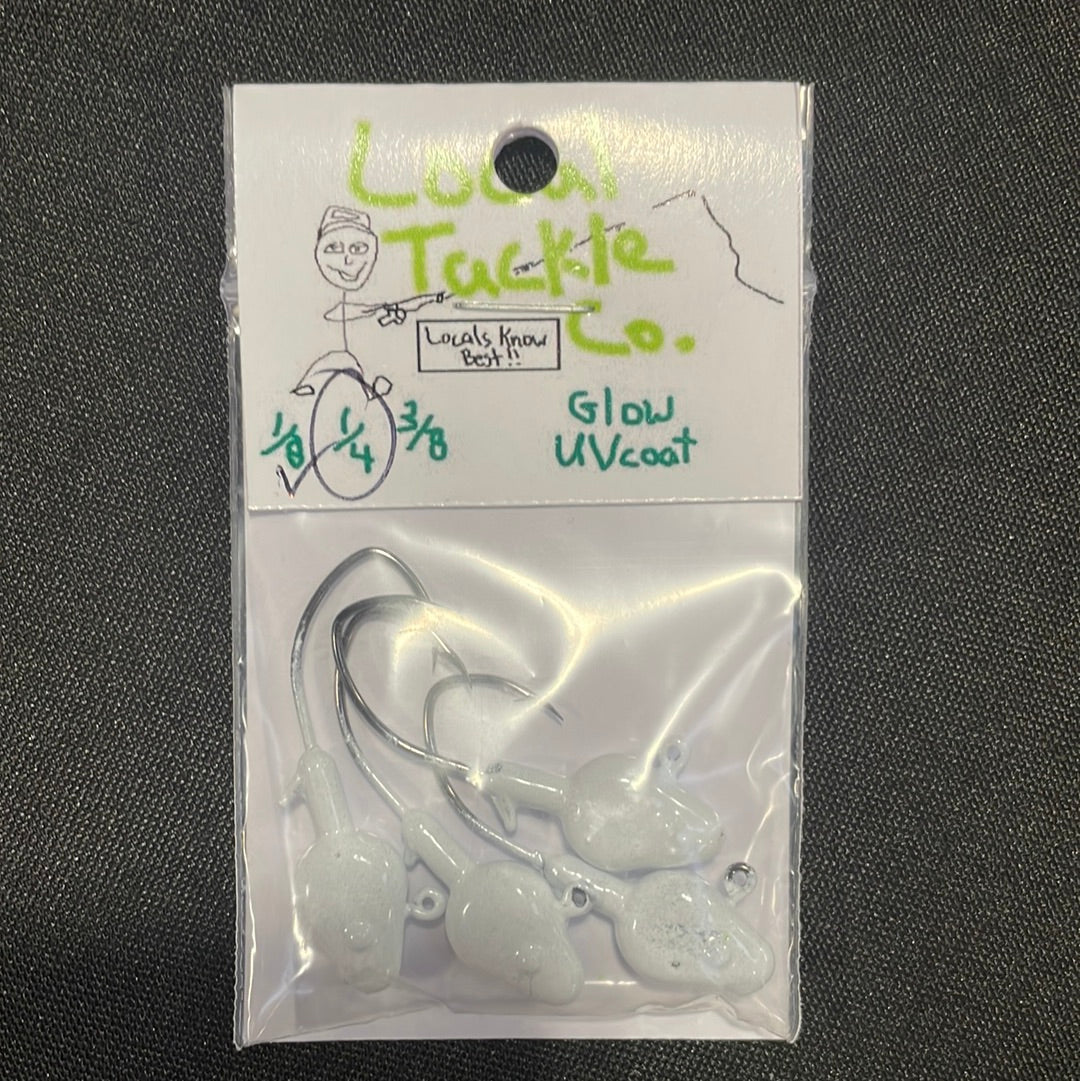 Local
Tackle
Co.
Locals Know
Best!!
1/8 1/4 3/8
Glow
UVcoat